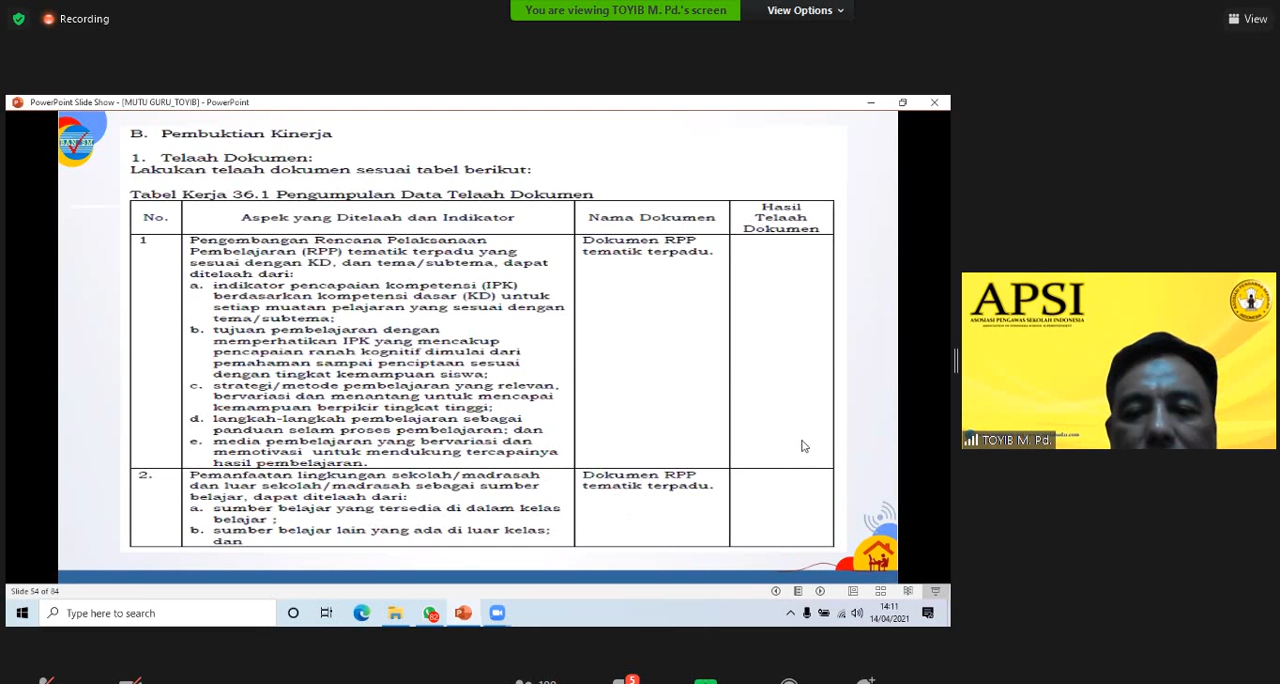 Recording
You are viewing TOYIB M. Pd.'s screen
View Options
View
PowerPoint Slide Show - [MUTU GURU_TOYIB] - PowerPoint
B. Pembuktian Kinerja
1. Telaah Dokumen:
Lakukan telaah dokumen sesuai tabel berikut:
Tabel Kerja 36.1 Pengumpulan Data Telaah Dokumen
No.
Aspek yang Ditelaah dan Indikator
Nama Dokumen
Hasil
Telaah
Dokumen
1
Pengembangan Rencana Pelaksanaan
Pembelajaran (RPP) tematik terpadu yang
sesuai dengan KD, dan tema/subtema, dapat
ditelaah dari:
a. indikator pencapaian kompetensi (IPK)
berdasarkan kompetensi dasar (KD) untuk
setiap muatan pelajaran yang sesuai dengan
tema/subtema;
b. tujuan pembelajaran dengan
memperhatikan IPK yang mencakup
pencapaian ranah kognitif dimulai dari
pemahaman sampai penciptaan sesuai
dengan tingkat kemampuan siswa;
c. strategi/metode pembelajaran yang relevan,
bervariasi dan menantang untuk mencapai
kemampuan berpikir tingkat tinggi;
d. langkah-langkah pembelajaran sebagai
panduan selam proses pembelajaran; dan
e. media pembelajaran yang bervariasi dan
memotivasi untuk mendukung tercapainya
hasil pembelajaran.
Dokumen RPP
tematik terpadu.
2.
Pemanfaatan lingkungan sekolah/madrasah
dan luar sekolah/madrasah sebagai sumber
belajar, dapat ditelaah dari:
a. sumber belajar yang tersedia di dalam kelas
belajar ;
b. sumber belajar lain yang ada di luar kelas;
dan
Dokumen RPP
tematik terpadu.
Slide 54 of 84
Type here to search
14:11
14/04/2021
APSI
ASOSIASI PENGAWAS SEKOLAH INDONESIA
TOYIB M. Pd.
5